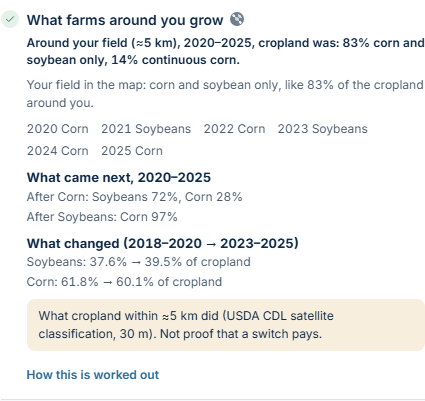 What farms around you grow
Around your field (≈5 km), 2020–2025, cropland was: 83% corn and
soybean only, 14% continuous corn.
Your field in the map: corn and soybean only, like 83% of the cropland
around you.
2020 Corn 2021 Soybeans 2022 Corn 2023 Soybeans
2024 Corn 2025 Corn
What came next, 2020–2025
After Corn: Soybeans 72%, Corn 28%
After Soybeans: Corn 97%
What changed (2018–2020 → 2023–2025)
Soybeans: 37.6% → 39.5% of cropland
Corn: 61.8% → 60.1% of cropland
What cropland within ≈5 km did (USDA CDL satellite
classification, 30 m). Not proof that a switch pays.
How this is worked out